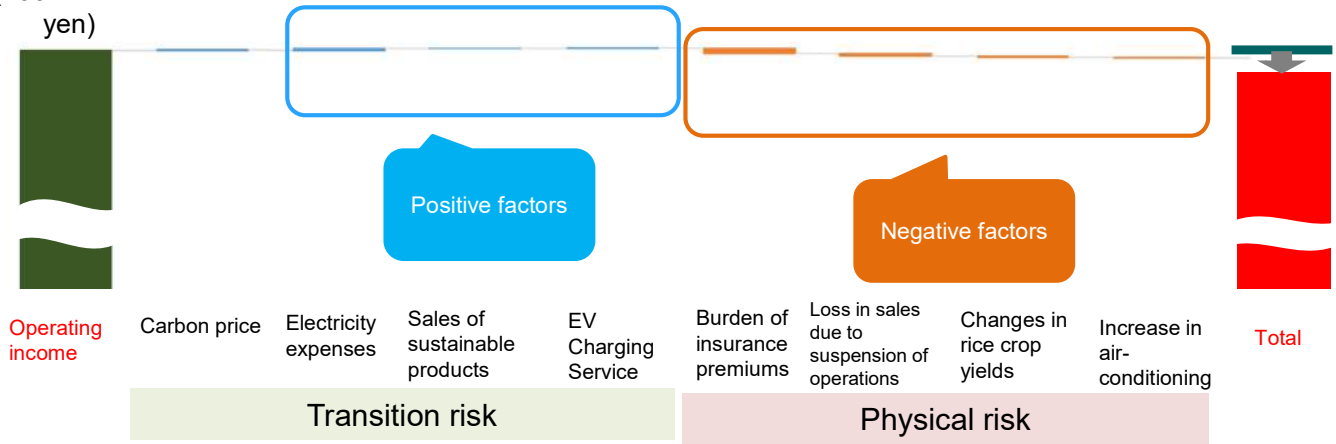 yen)
Positive factors
Negative factors
Operating
income
Carbon price
Electricity
expenses
Sales of
sustainable
products
EV
Charging
Service
Burden of
insurance
premiums
Loss in sales
due to
suspension of
operations
Changes in
rice crop
yields
Increase in
air-
conditioning
Total
Transition risk
Physical risk